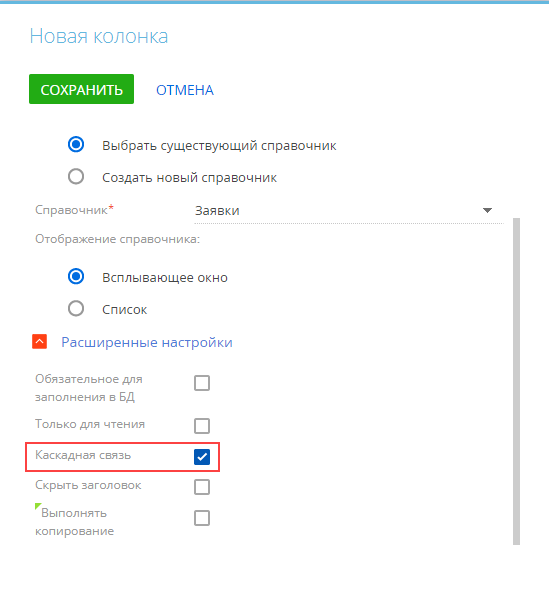 Новая колонка
СОХРАНИТЬ ОТМЕНА
Выбрать существующий справочник
Создать новый справочник
Справочник* Заявки
Отображение справочника:
Всплывающее окно
Список
Расширенные настройки
Обязательное для
заполнения в БД
Только для чтения
Каскадная связь
Скрыть заголовок
Выполнять
копирование